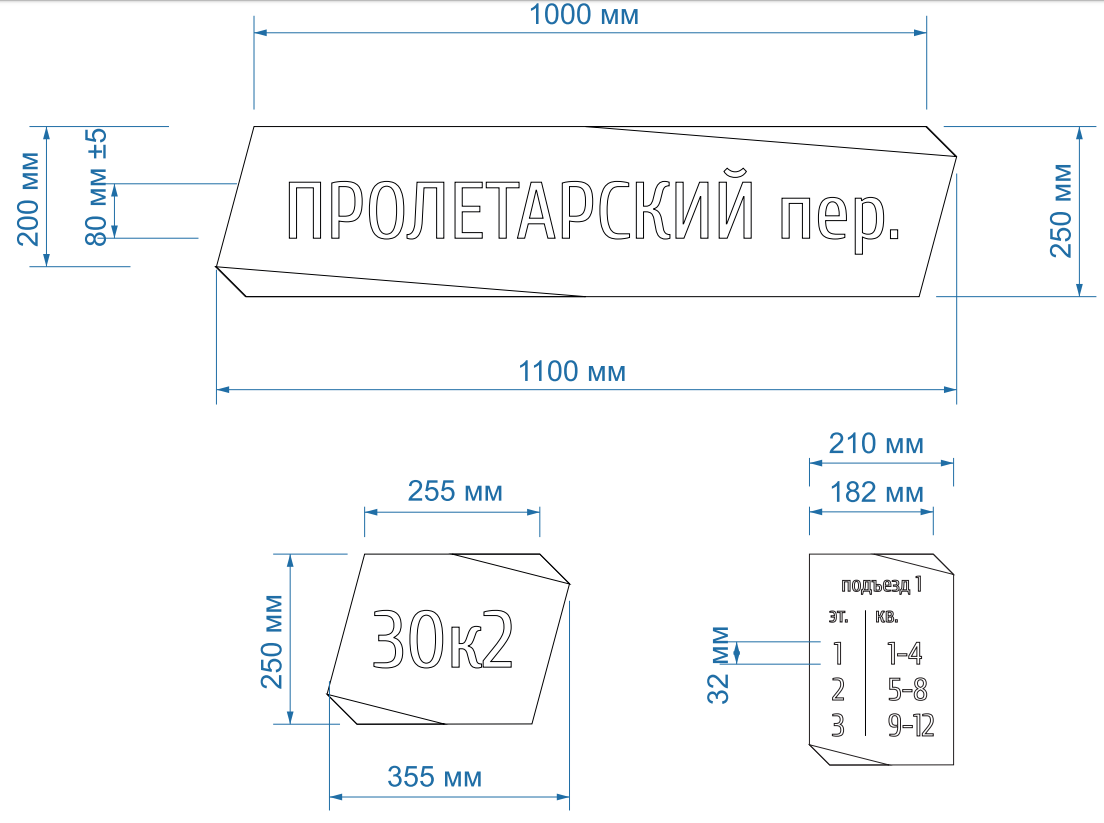 1000 мм
200 мм
80 мм ±5
ПРОЛЕТАРСКИЙ пер.
250 мм
1100 мм
210 мм
182 мм
255 мм
250 мм
30к2
355 мм
подъезд 1
эт. кв.
32 мм
1 1-4
2 5-8
3 9-12